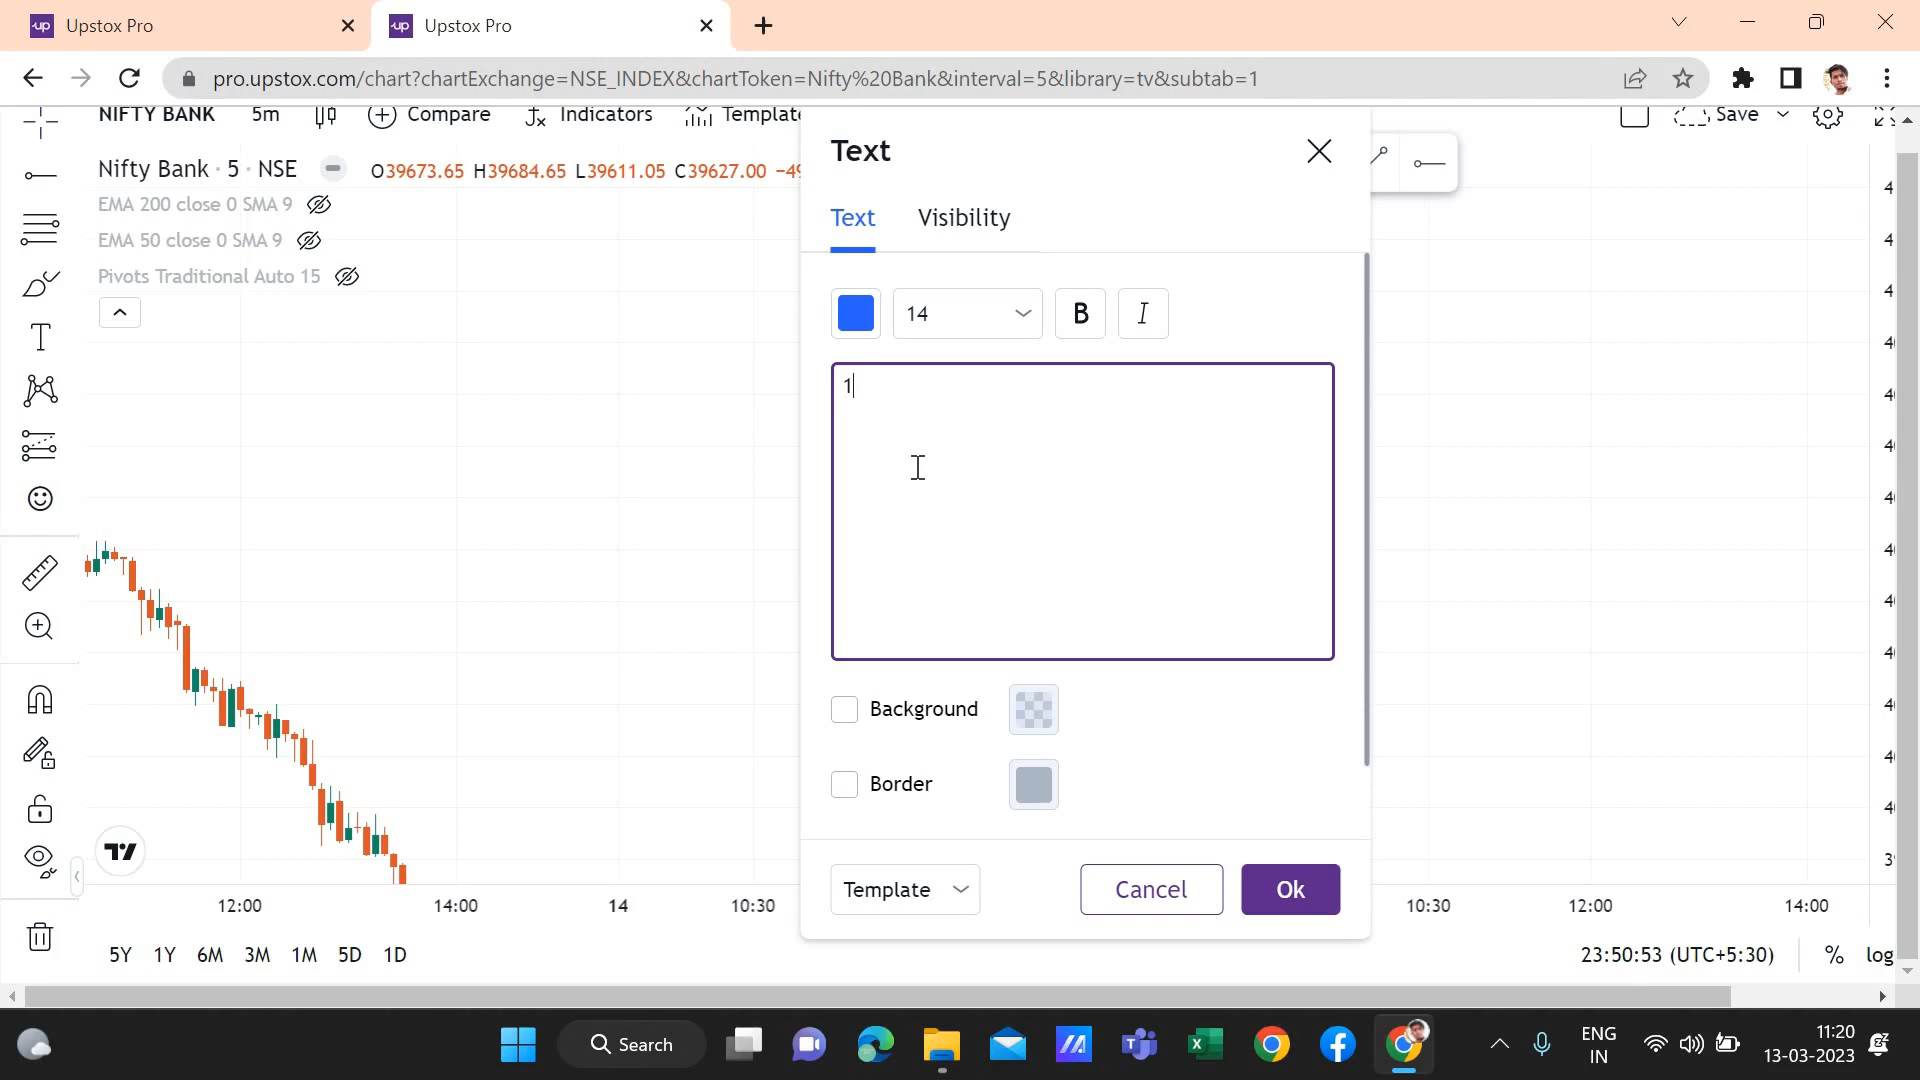 up Upstox Pro
up Upstox Pro
pro.upstox.com/chart?chartExchange=NSE_INDEX&chartToken=Nifty%20Bank&interval=5&library=tv&subtab=1
NIFTY BANK 5m Compare Indicators Template
Save
Nifty Bank · 5 · NSE O39673.65 H39684.65 L39611.05 C39627.00 −49
EMA 200 close 0 SMA 9
EMA 50 close 0 SMA 9
Pivots Traditional Auto 15
Text
Text Visibility
14 B I
1
Background
Border
Template Cancel Ok
12:00 14:00 14 10:30 10:30 12:00 14:00
5Y 1Y 6M 3M 1M 5D 1D
23:50:53 (UTC+5:30) % log
Search
ENG
IN
11:20
13-03-2023